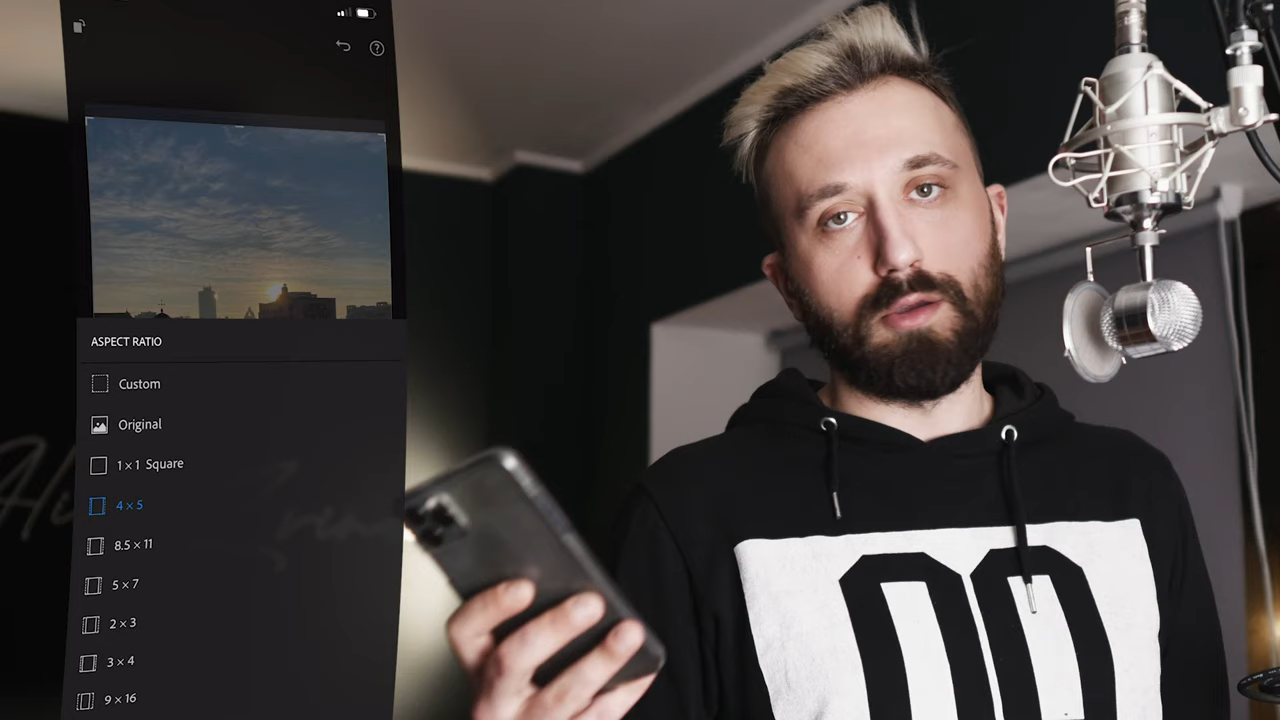 ASPECT RATIO
Custom
Original
1 × 1 Square
4 × 5
8.5 × 11
5 × 7
2 × 3
3 × 4
9 × 16
00